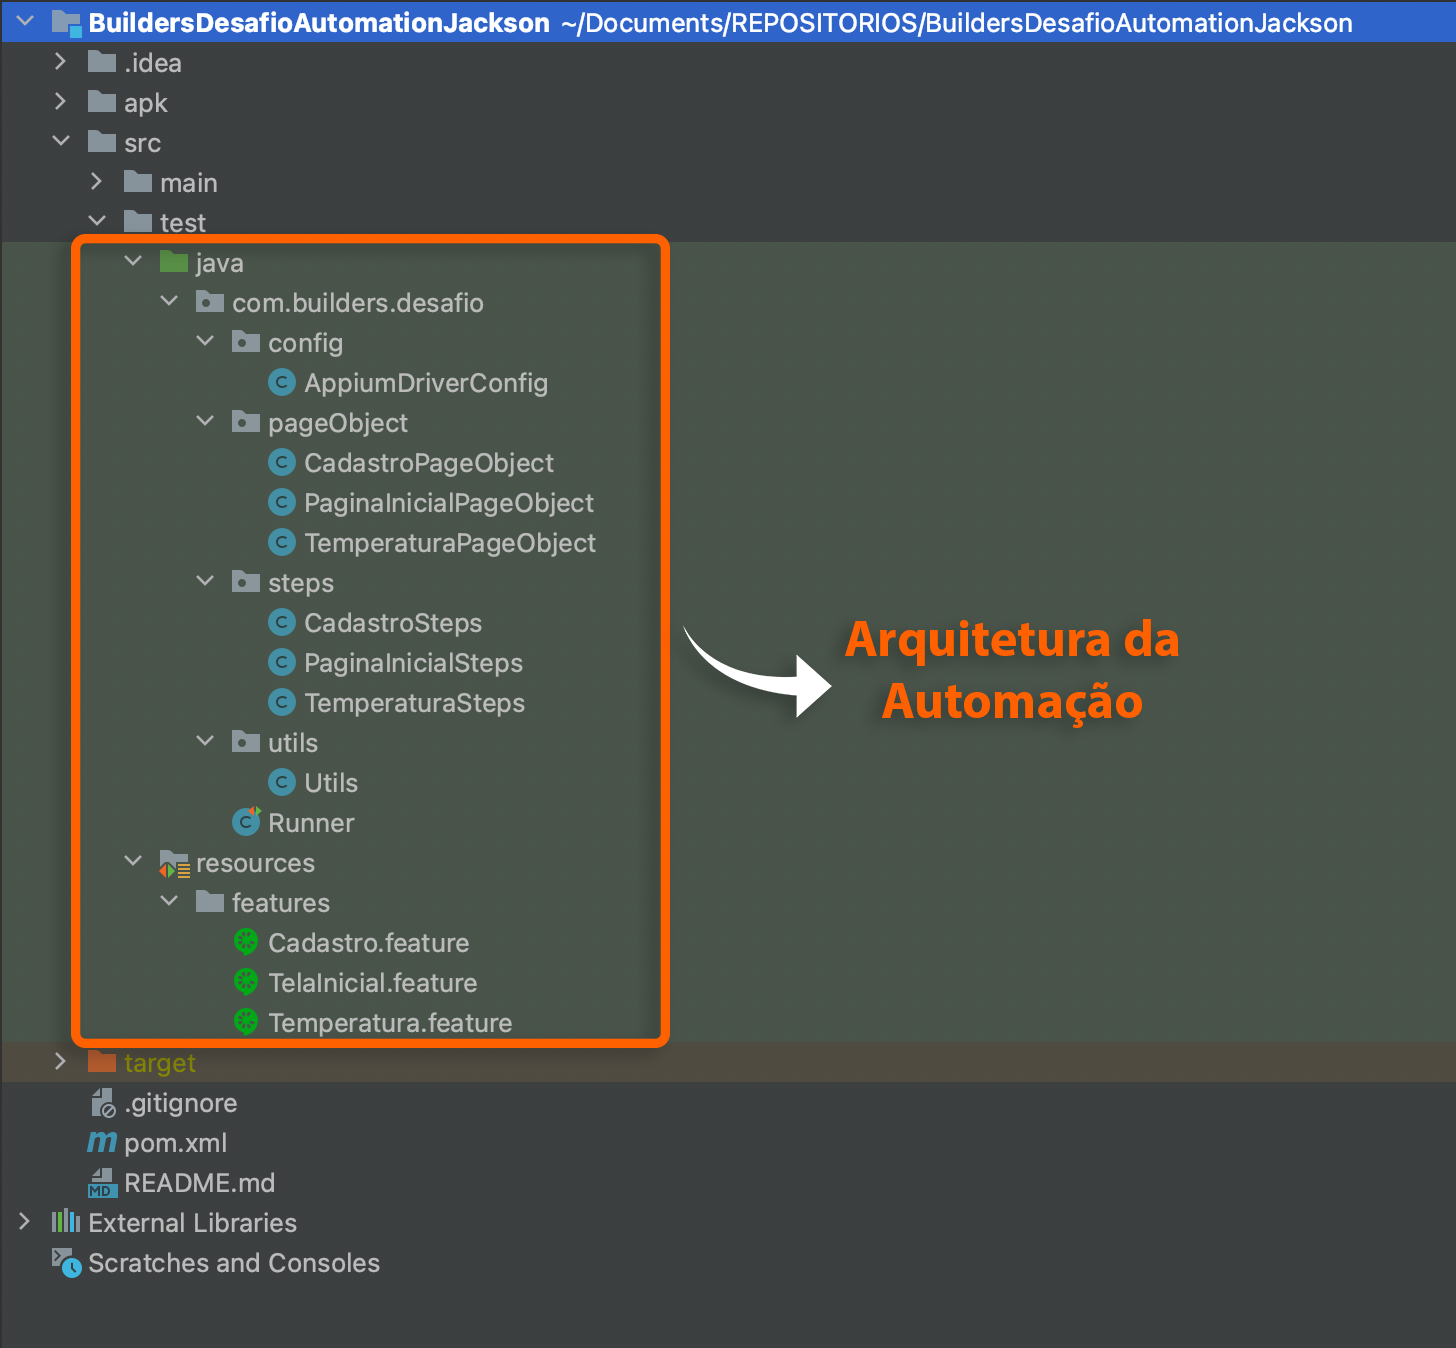 BuildersDesafioAutomationJackson ~/Documents/REPOSITORIOS/BuildersDesafioAutomationJackson
.idea
apk
src
main
test
java
com.builders.desafio
config
C AppiumDriverConfig
pageObject
C CadastroPageObject
C PaginaInicialPageObject
C TemperaturaPageObject
steps
C CadastroSteps
C PaginaInicialSteps
C TemperaturaSteps
utils
C Utils
C Runner
resources
features
Cadastro.feature
TelaInicial.feature
Temperatura.feature
Arquitetura da
Automação
target
.gitignore
m pom.xml
MD README.md
External Libraries
Scratches and Consoles